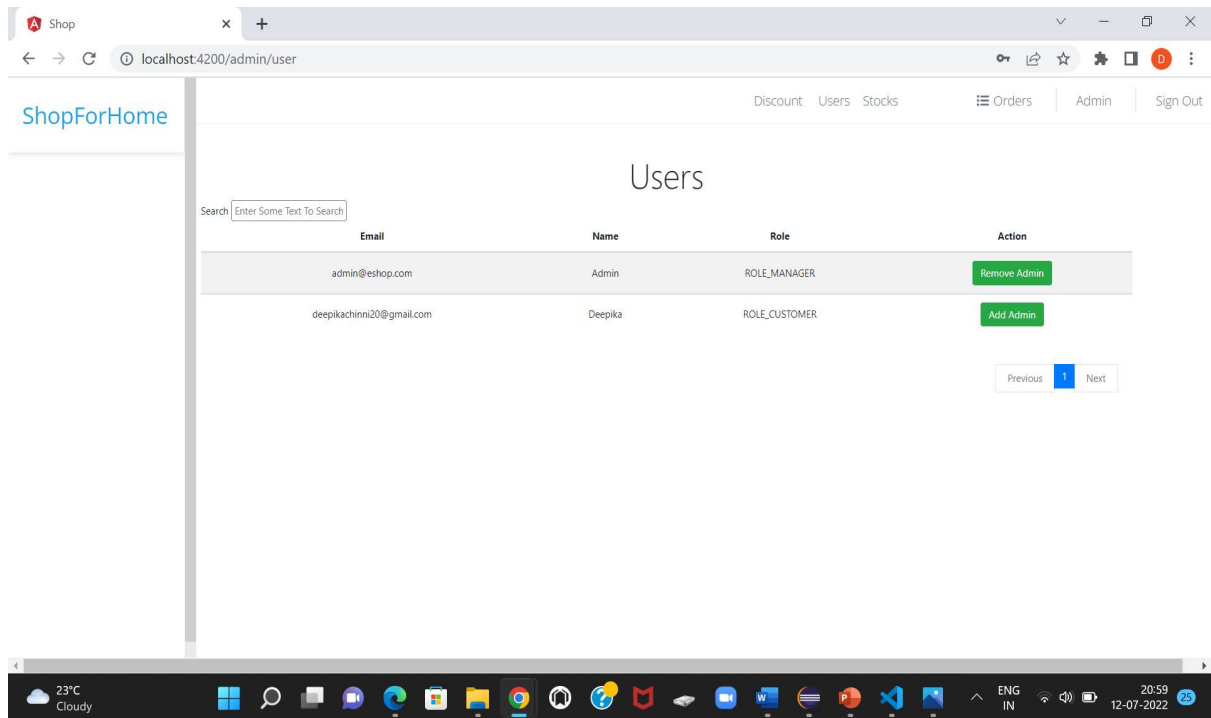 Shop
localhost:4200/admin/user
D
ShopForHome
Discount Users Stocks Orders Admin Sign Out
Users
Search Enter Some Text To Search
Email Name Role Action
admin@eshop.com Admin ROLE_MANAGER Remove Admin
deepikachinni20@gmail.com Deepika ROLE_CUSTOMER Add Admin
Previous 1 Next
23°C
Cloudy
ENG
IN
20:59
12-07-2022
25